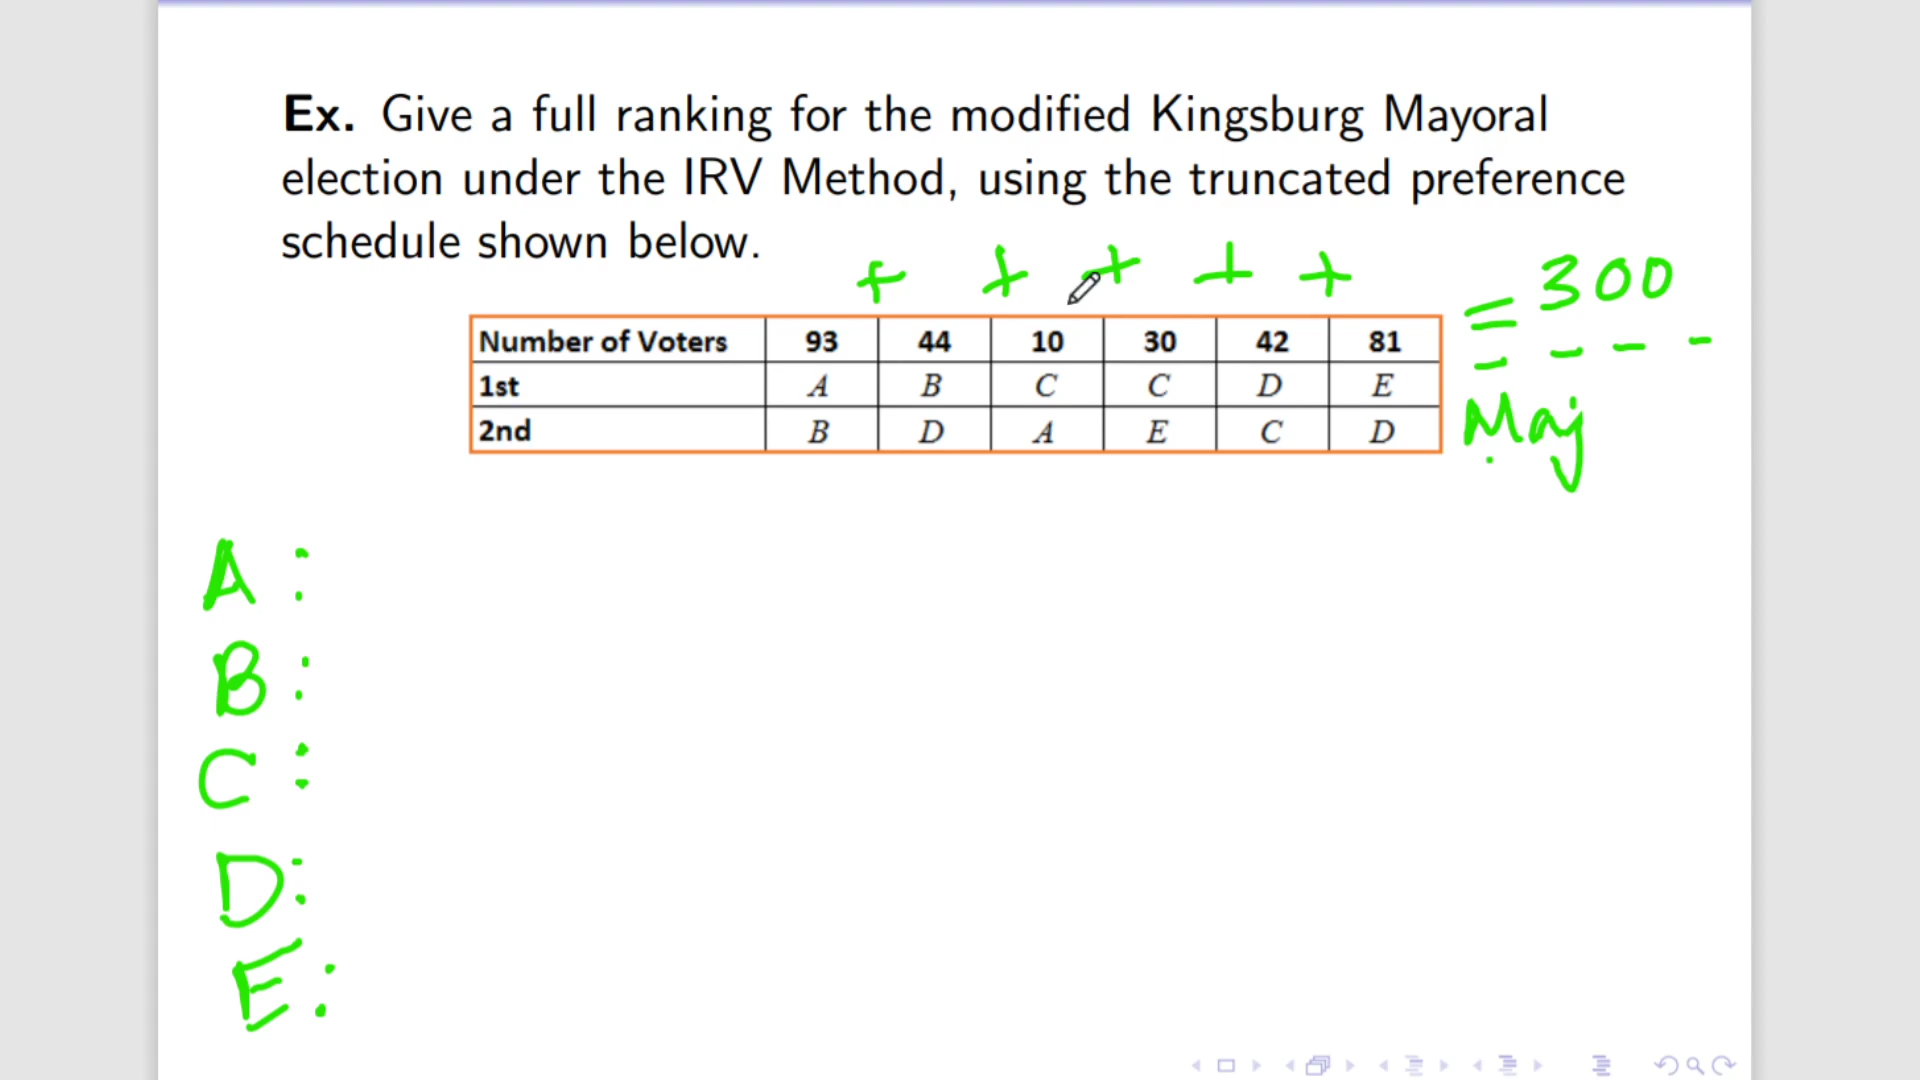 Ex. Give a full ranking for the modified Kingsburg Mayoral
election under the IRV Method, using the truncated preference
schedule shown below.
+ + + + + = 300
Number of Voters 93 44 10 30 42 81
1st A B C C D E
2nd B D A E C D
Maj
A :
B :
C :
D :
E :